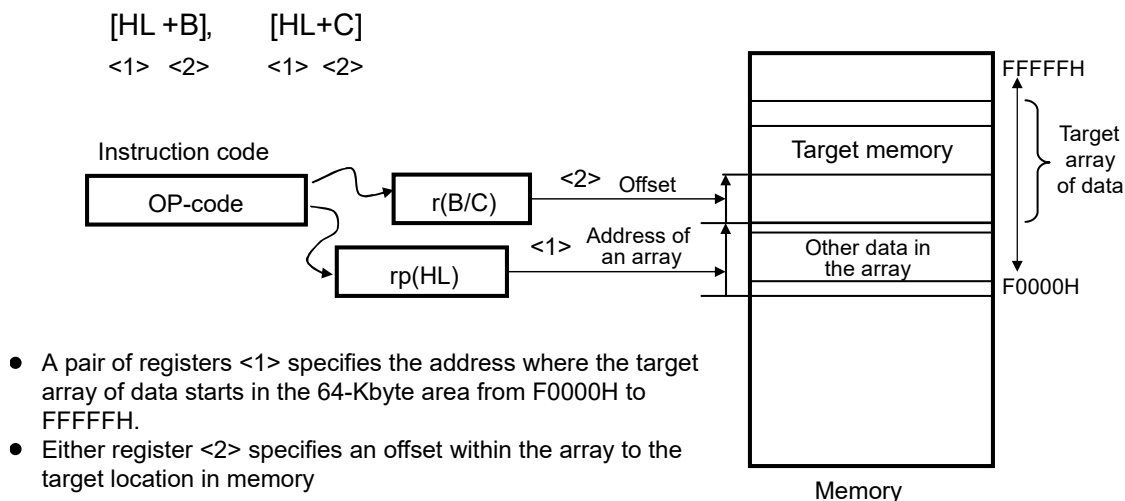 [HL +B], [HL+C]
<1> <2> <1> <2>
FFFFFH
Target
array
of data
Instruction code
Target memory
OP-code
r(B/C)
<2> Offset
<1> Address of
an array
rp(HL)
Other data in
the array
F0000H
● A pair of registers <1> specifies the address where the target
array of data starts in the 64-Kbyte area from F0000H to
FFFFFH.
● Either register <2> specifies an offset within the array to the
target location in memory
Memory